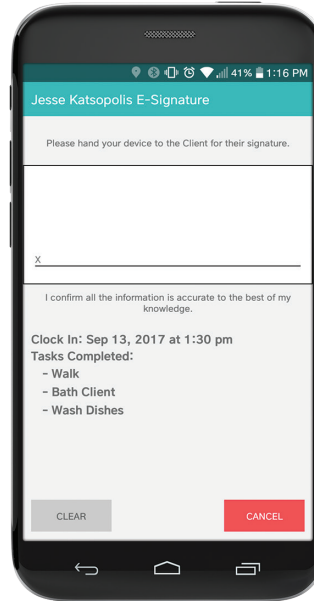 41% 1:16 PM
Jesse Katsopolis E-Signature
Please hand your device to the Client for their signature.
X
I confirm all the information is accurate to the best of my
knowledge.
Clock In: Sep 13, 2017 at 1:30 pm
Tasks Completed:
- Walk
- Bath Client
- Wash Dishes
CLEAR CANCEL